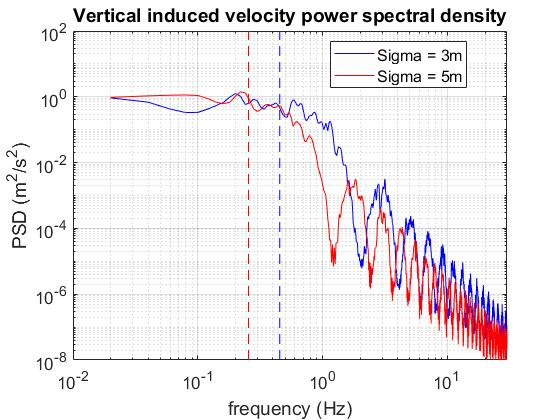 Vertical induced velocity power spectral density
Sigma = 3m
Sigma = 5m
10^2
10^0
10^-2
10^-4
10^-6
10^-8
PSD (m^2/s^2)
10^-2
10^-1
10^0
10^1
frequency (Hz)